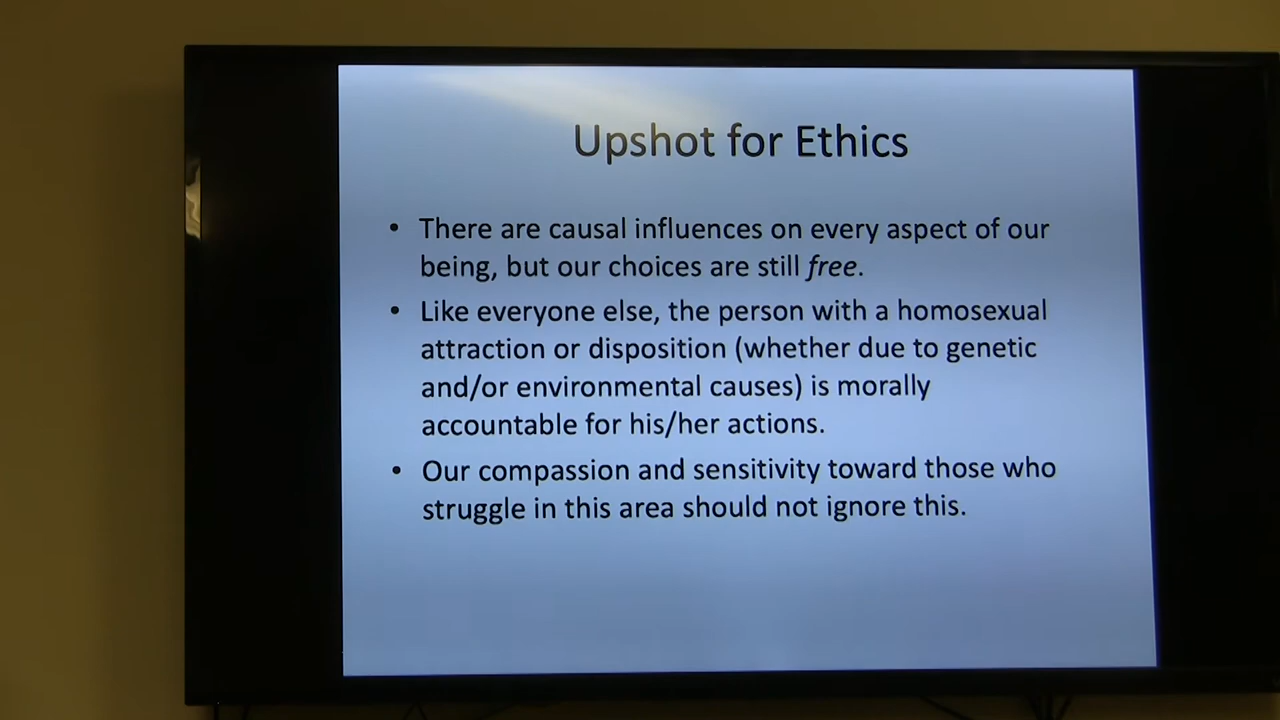 Upshot for Ethics
• There are causal influences on every aspect of our
being, but our choices are still free.
• Like everyone else, the person with a homosexual
attraction or disposition (whether due to genetic
and/or environmental causes) is morally
accountable for his/her actions.
• Our compassion and sensitivity toward those who
struggle in this area should not ignore this.